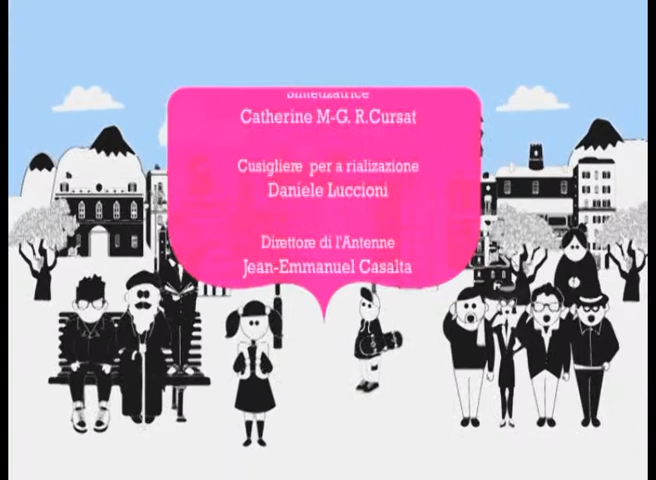 Catherine M-G. R.Cursat
Cusigliere per a rializazione
Daniele Luccioni
Direttore di l'Antenne
Jean-Emmanuel Casalta